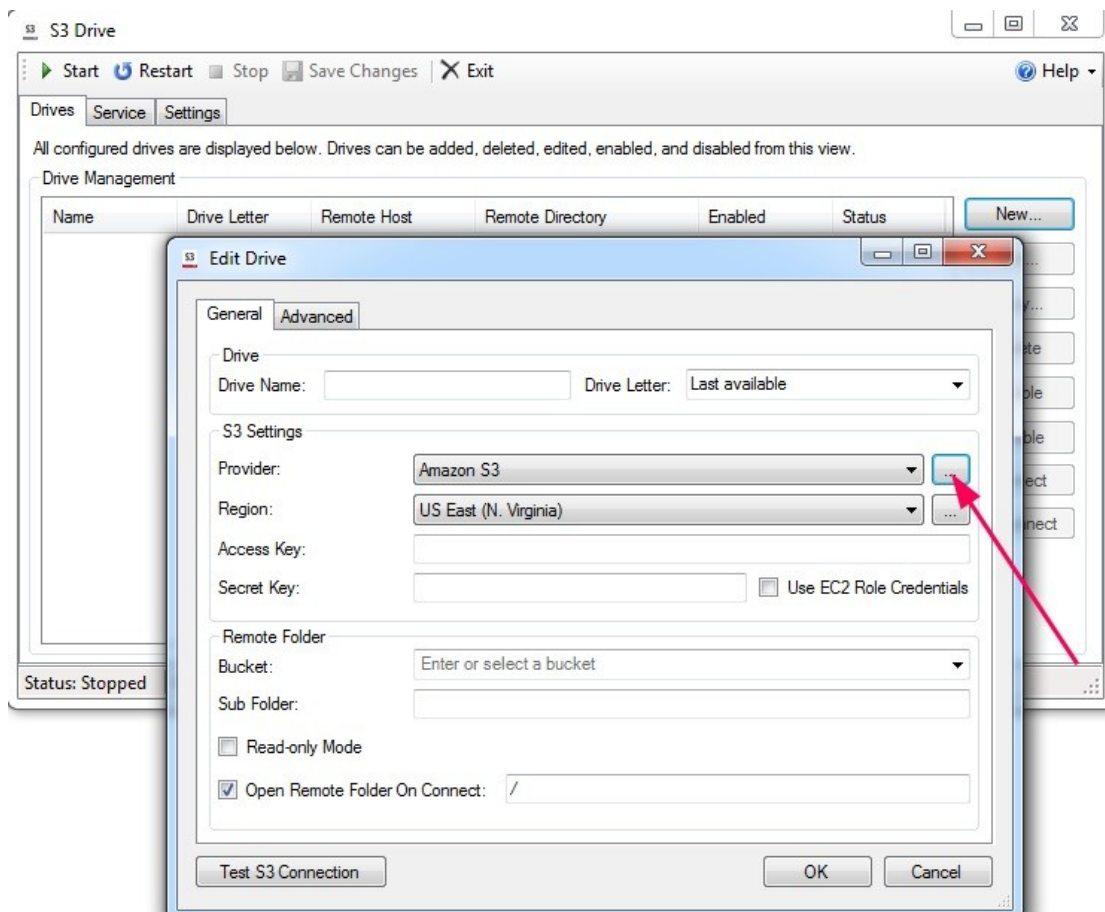 S3 S3 Drive
Start Restart Stop Save Changes Exit Help
Drives Service Settings
All configured drives are displayed below. Drives can be added, deleted, edited, enabled, and disabled from this view.
Drive Management
Name Drive Letter Remote Host Remote Directory Enabled Status New...
S3 Edit Drive
General Advanced
Drive
Drive Name: Drive Letter: Last available
S3 Settings
Provider: Amazon S3 ...
Region: US East (N. Virginia) ...
Access Key:
Secret Key: Use EC2 Role Credentials
Remote Folder
Bucket: Enter or select a bucket
Sub Folder:
Status: Stopped
Read-only Mode
Open Remote Folder On Connect: /
Test S3 Connection OK Cancel